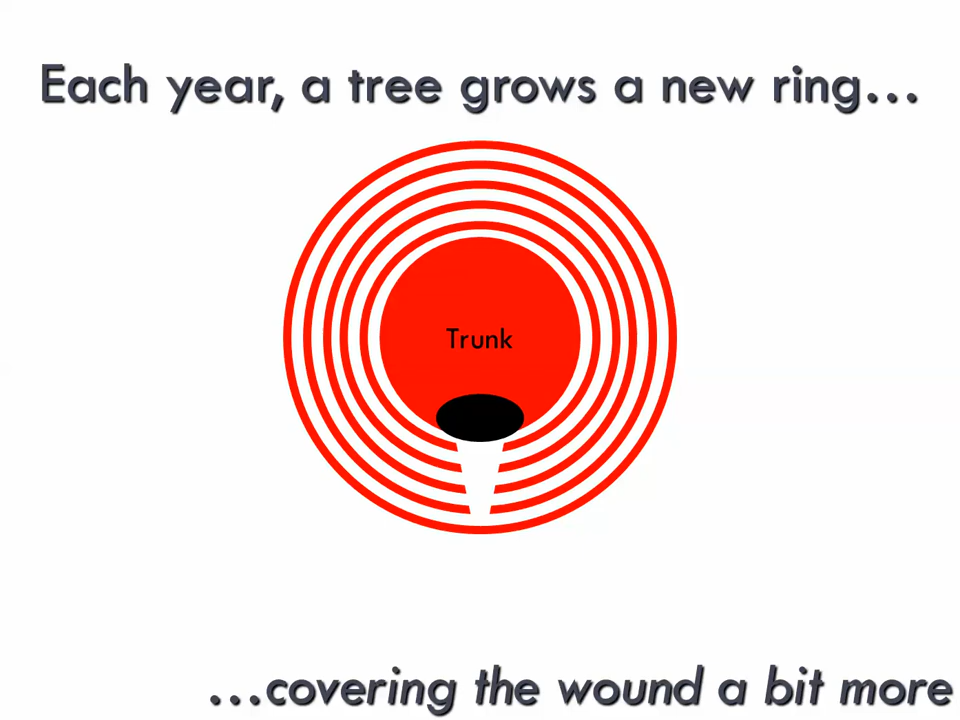 Each year, a tree grows a new ring…
Trunk
…covering the wound a bit more